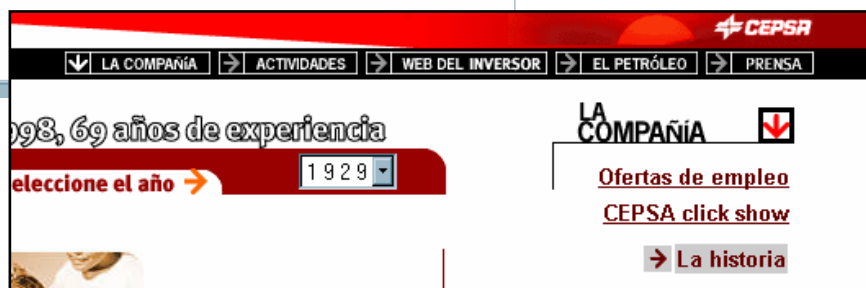 CEPSA
LA COMPAÑÍA ACTIVIDADES WEB DEL INVERSOR EL PETRÓLEO PRENSA
998, 69 años de experiencia
eleccione el año
1929
LA
COMPAÑÍA
Ofertas de empleo
CEPSA click show
La historia